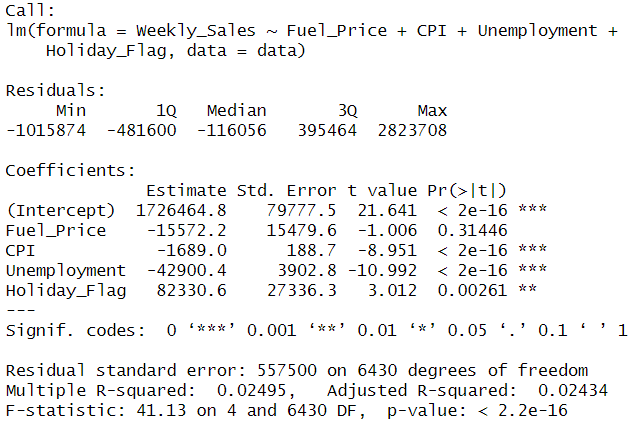 Call:
lm(formula = Weekly_Sales ~ Fuel_Price + CPI + Unemployment +
    Holiday_Flag, data = data)

Residuals:
     Min       1Q   Median       3Q      Max
-1015874  -481600  -116056   395464  2823708

Coefficients:
              Estimate Std. Error t value Pr(>|t|)
(Intercept)  1726464.8    79777.5  21.641  < 2e-16 ***
Fuel_Price    -15572.2    15479.6  -1.006  0.31446
CPI            -1689.0      188.7  -8.951  < 2e-16 ***
Unemployment  -42900.4     3902.8 -10.992  < 2e-16 ***
Holiday_Flag   82330.6    27336.3   3.012  0.00261 **
---
Signif. codes:  0 ‘***’ 0.001 ‘**’ 0.01 ‘*’ 0.05 ‘.’ 0.1 ‘ ’ 1

Residual standard error: 557500 on 6430 degrees of freedom
Multiple R-squared:  0.02495,	Adjusted R-squared:  0.02434
F-statistic: 41.13 on 4 and 6430 DF,  p-value: < 2.2e-16